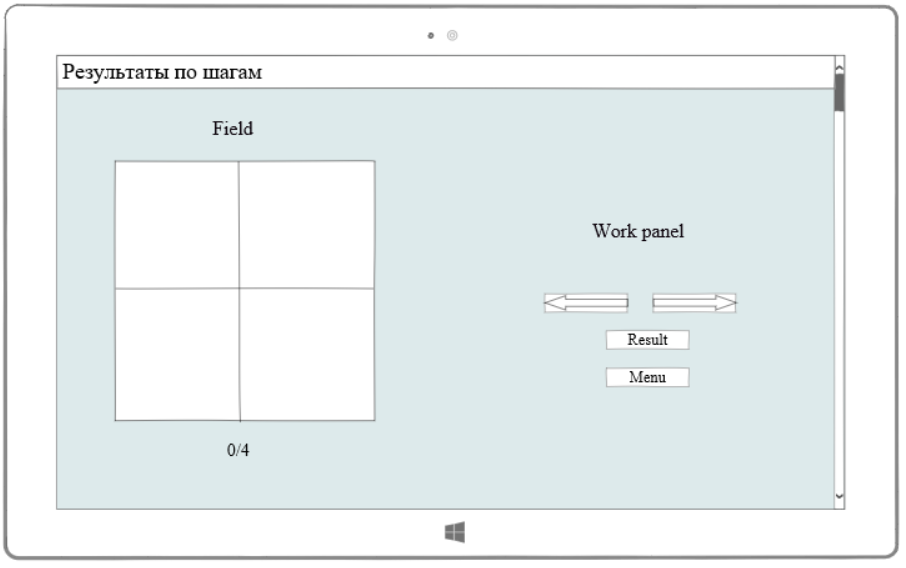 Результаты по шагам
Field
Work panel
Result
Menu
0/4